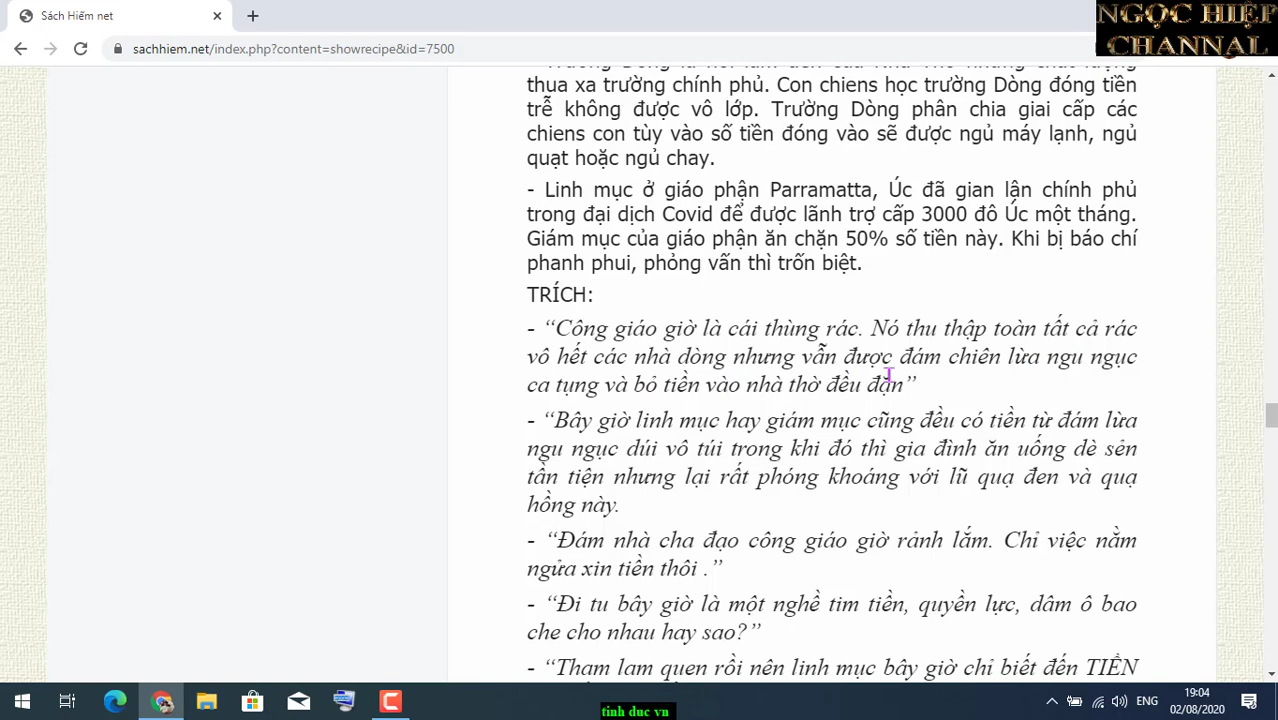 Sách Hiếm net
NGỌC HIỆP
CHANNAL
sachhiem.net/index.php?content=showrecipe&id=7500
thua xa trường chính phủ. Con chiens học trường Dòng đóng tiền
trễ không được vô lớp. Trường Dòng phân chia giai cấp các
chiens con tùy vào số tiền đóng vào sẽ được ngủ máy lạnh, ngủ
quạt hoặc ngủ chay.
- Linh mục ở giáo phận Parramatta, Úc đã gian lận chính phủ
trong đại dịch Covid để được lãnh trợ cấp 3000 đô Úc một tháng.
Giám mục của giáo phận ăn chặn 50% số tiền này. Khi bị báo chí
phanh phui, phỏng vấn thì trốn biệt.
TRÍCH:
- “Công giáo giờ là cái thùng rác. Nó thu thập toàn tất cả rác
vô hết các nhà dòng nhưng vẫn được đám chiên lừa ngu ngục
ca tụng và bỏ tiền vào nhà thờ đều đặn”
- “Bây giờ linh mục hay giám mục cũng đều có tiền từ đám lừa
ngu ngục dúi vô túi trong khi đó thì gia đình ăn uống dè sẻn
tằn tiện nhưng lại rất phóng khoáng với lũ quạ đen và quạ
hồng này.
- “Đám nhà cha đạo công giáo giờ rảnh lắm. Chỉ việc nằm
ngửa xin tiền thôi .”
- “Đi tu bây giờ là một nghề tim tiền, quyền lực, dâm ô bao
che cho nhau hay sao?”
- “Tham lam quen rồi nên linh mục bây giờ chỉ biết đến TIỀN
ENG
19:04
02/08/2020
tinh duc vn